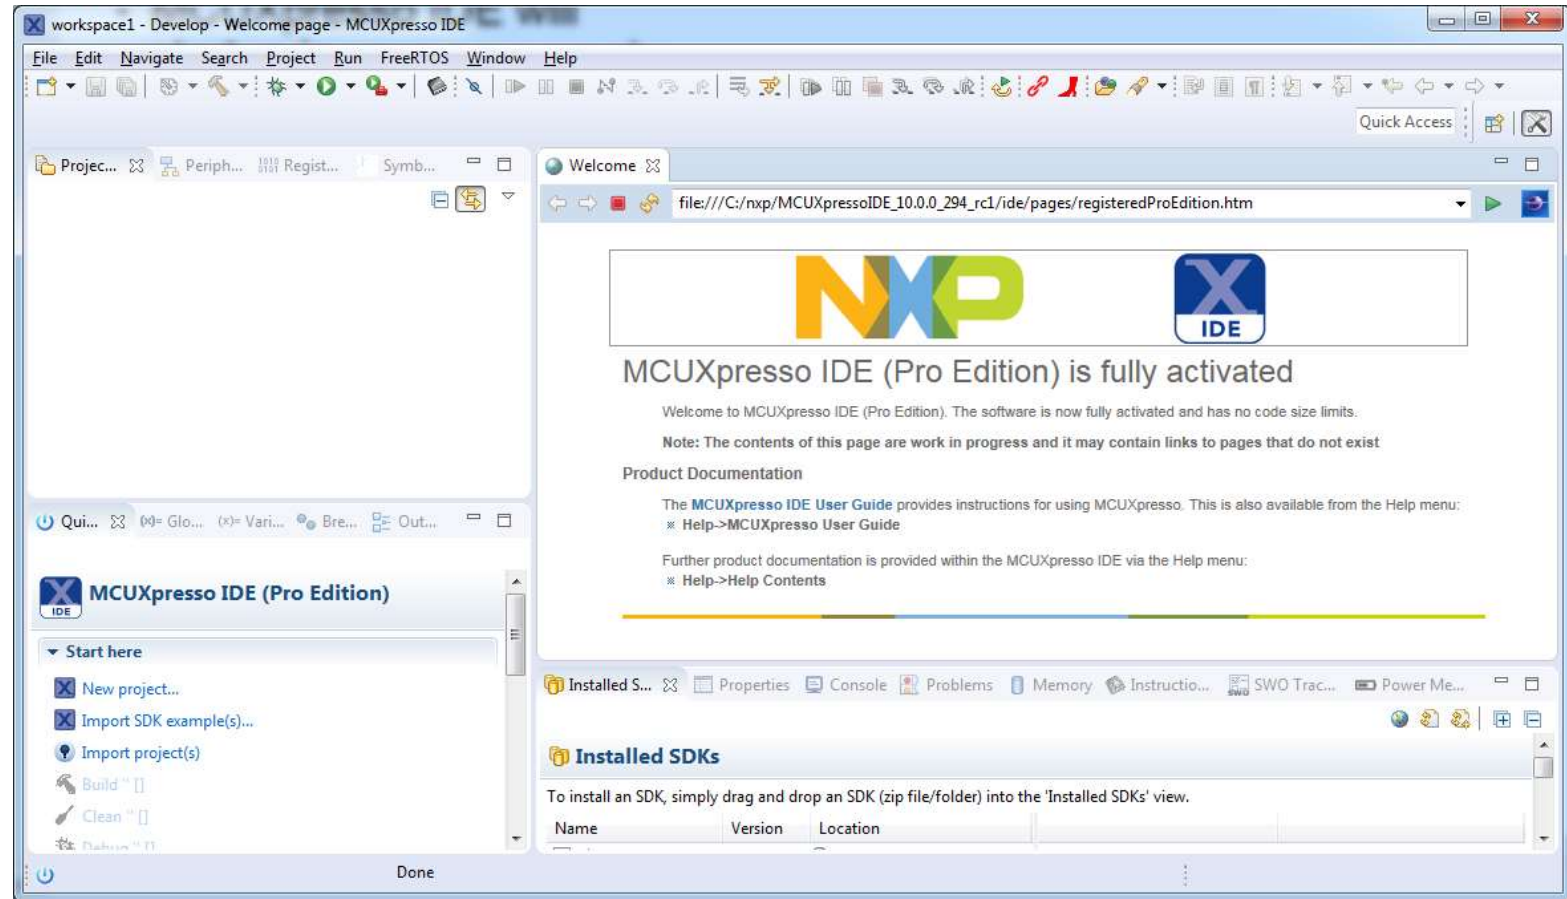 workspace1 - Develop - Welcome page - MCUXpresso IDE
File Edit Navigate Search Project Run FreeRTOS Window Help
Quick Access
Projec... Periph... Regist... Symb...
Welcome
file:///C:/nxp/MCUXpressoIDE_10.0.0_294_rc1/ide/pages/registeredProEdition.htm
NXP
X
IDE
MCUXpresso IDE (Pro Edition) is fully activated
Welcome to MCUXpresso IDE (Pro Edition). The software is now fully activated and has no code size limits.
Note: The contents of this page are work in progress and it may contain links to pages that do not exist
Product Documentation
The MCUXpresso IDE User Guide provides instructions for using MCUXpresso. This is also available from the Help menu:
Help->MCUXpresso User Guide
Further product documentation is provided within the MCUXpresso IDE via the Help menu:
Help->Help Contents
Qui... (x)= Glo... (x)= Vari... Bre... Out...
X
IDE
MCUXpresso IDE (Pro Edition)
Start here
New project...
Import SDK example(s)...
Import project(s)
Build '' []
Clean '' []
Debug '' []
Installed S... Properties Console Problems Memory Instructio... SWO Trac... Power Me...
Installed SDKs
To install an SDK, simply drag and drop an SDK (zip file/folder) into the 'Installed SDKs' view.
Name Version Location
Done